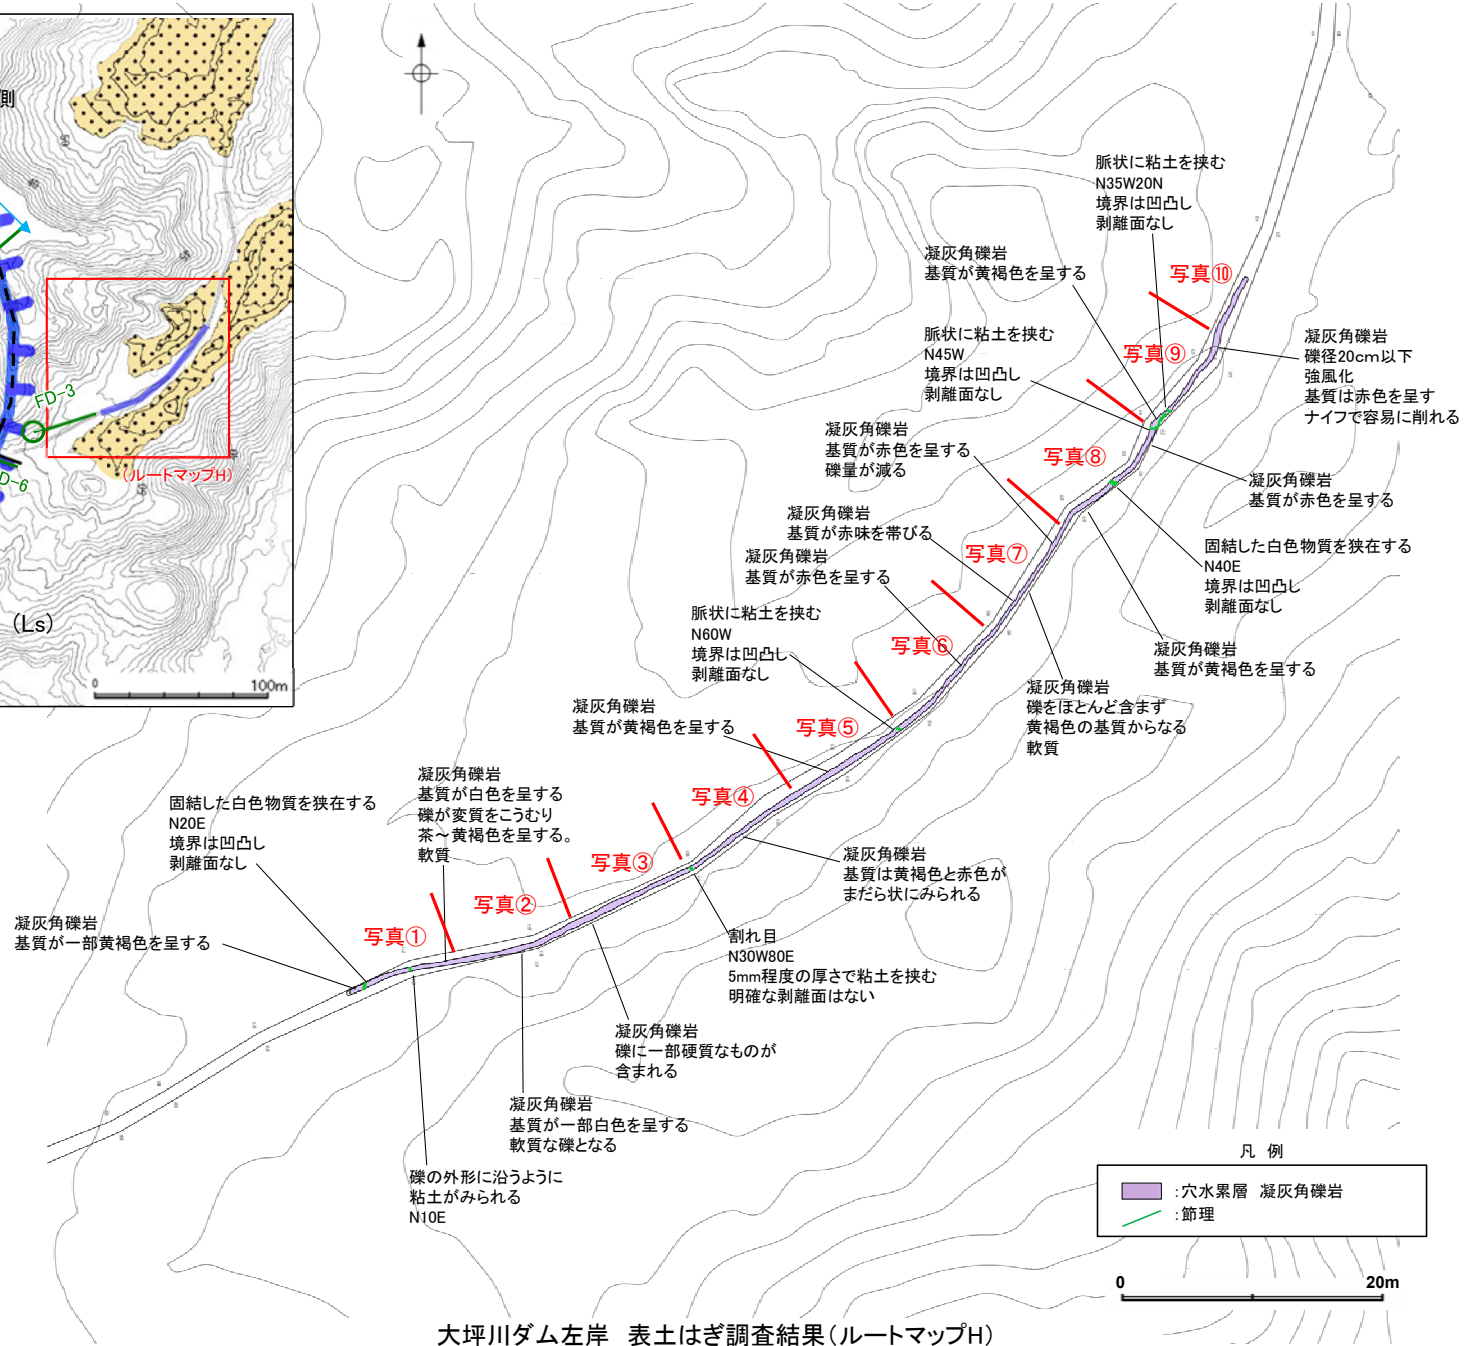 側
FD-3
D-6
(ルートマップH)
(Ls)
0
100m
脈状に粘土を挟む
N35W20N
境界は凹凸し
剥離面なし
凝灰角礫岩
基質が黄褐色を呈する
写真⑩
脈状に粘土を挟む
N45W
境界は凹凸し
剥離面なし
写真⑨
凝灰角礫岩
礫径20cm以下
強風化
基質は赤色を呈す
ナイフで容易に削れる
凝灰角礫岩
基質が赤色を呈する
礫量が減る
写真⑧
凝灰角礫岩
基質が赤色を呈する
凝灰角礫岩
基質が赤味を帯びる
写真⑦
固結した白色物質を狭在する
N40E
境界は凹凸し
剥離面なし
凝灰角礫岩
基質が赤色を呈する
脈状に粘土を挟む
N60W
境界は凹凸し
剥離面なし
写真⑥
凝灰角礫岩
基質が黄褐色を呈する
凝灰角礫岩
礫をほとんど含まず
黄褐色の基質からなる
軟質
凝灰角礫岩
基質が黄褐色を呈する
写真⑤
凝灰角礫岩
基質が白色を呈する
礫が変質をこうむり
茶～黄褐色を呈する。
軟質
写真④
固結した白色物質を狭在する
N20E
境界は凹凸し
剥離面なし
写真③
凝灰角礫岩
基質は黄褐色と赤色が
まだら状にみられる
写真②
凝灰角礫岩
基質が一部黄褐色を呈する
写真①
割れ目
N30W80E
5mm程度の厚さで粘土を挟む
明確な剥離面はない
凝灰角礫岩
礫に一部硬質なものが
含まれる
凝灰角礫岩
基質が一部白色を呈する
軟質な礫となる
礫の外形に沿うように
粘土がみられる
N10E
凡 例
:穴水累層 凝灰角礫岩
:節理
0
20m
大坪川ダム左岸 表土はぎ調査結果(ルートマップH)